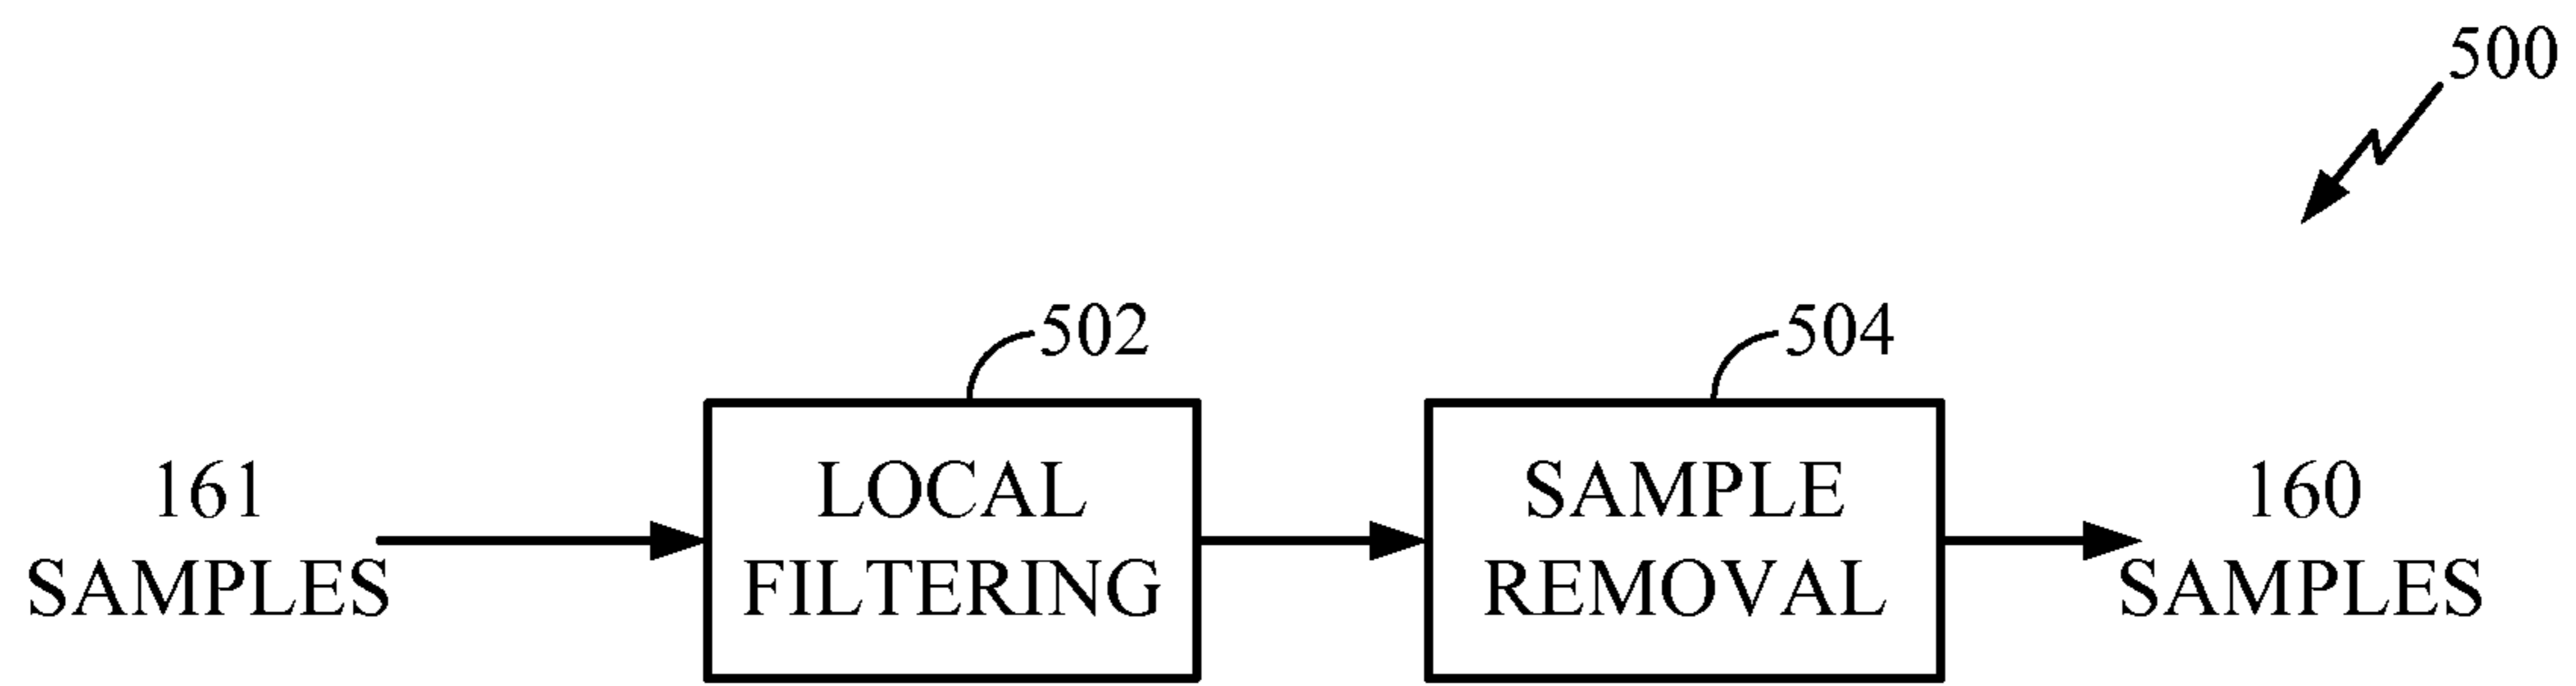 500
502
504
161
SAMPLES
LOCAL
FILTERING
SAMPLE
REMOVAL
160
SAMPLES